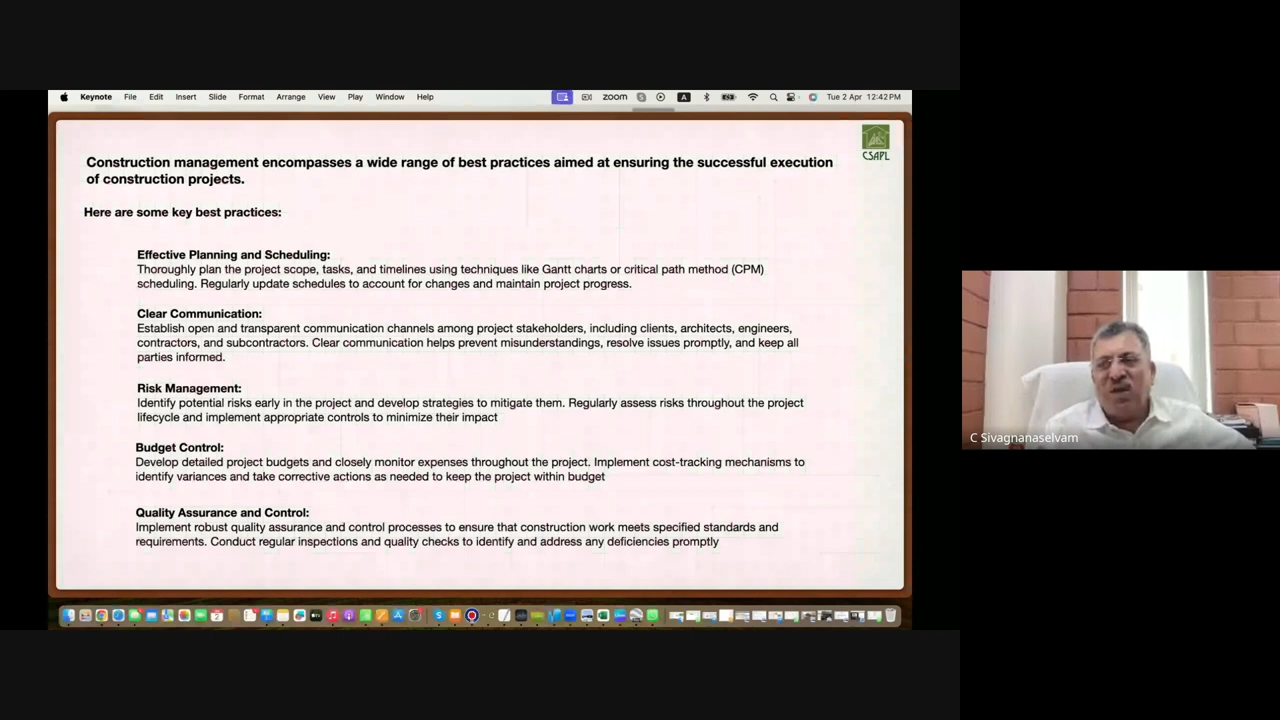 Keynote File Edit Insert Slide Format Arrange View Play Window Help zoom A Tue 2 Apr 12:42 PM
CSAPL
Construction management encompasses a wide range of best practices aimed at ensuring the successful execution
of construction projects.
Here are some key best practices:
Effective Planning and Scheduling:
Thoroughly plan the project scope, tasks, and timelines using techniques like Gantt charts or critical path method (CPM)
scheduling. Regularly update schedules to account for changes and maintain project progress.
Clear Communication:
Establish open and transparent communication channels among project stakeholders, including clients, architects, engineers,
contractors, and subcontractors. Clear communication helps prevent misunderstandings, resolve issues promptly, and keep all
parties informed.
Risk Management:
Identify potential risks early in the project and develop strategies to mitigate them. Regularly assess risks throughout the project
lifecycle and implement appropriate controls to minimize their impact
Budget Control:
Develop detailed project budgets and closely monitor expenses throughout the project. Implement cost-tracking mechanisms to
identify variances and take corrective actions as needed to keep the project within budget
Quality Assurance and Control:
Implement robust quality assurance and control processes to ensure that construction work meets specified standards and
requirements. Conduct regular inspections and quality checks to identify and address any deficiencies promptly
C Sivagnanaselvam